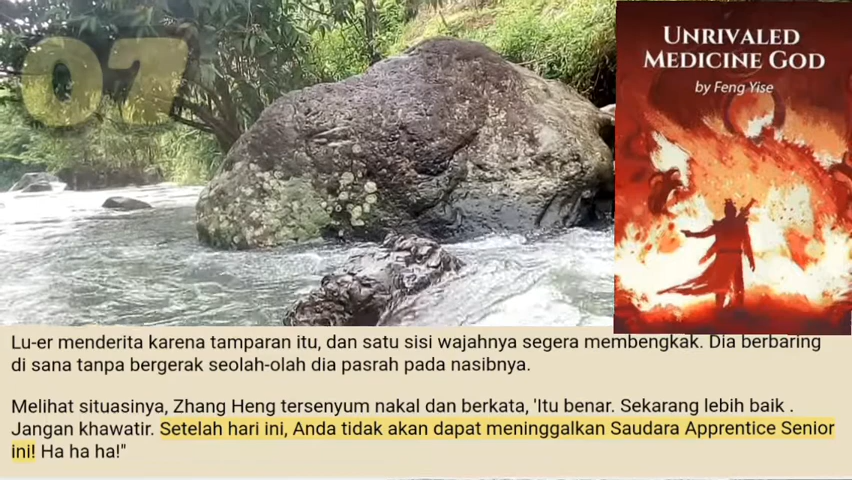 07
UNRIVALED
MEDICINE GOD
by Feng Yise
Lu-er menderita karena tamparan itu, dan satu sisi wajahnya segera membengkak. Dia berbaring
di sana tanpa bergerak seolah-olah dia pasrah pada nasibnya.
Melihat situasinya, Zhang Heng tersenyum nakal dan berkata, 'Itu benar. Sekarang lebih baik .
Jangan khawatir. Setelah hari ini, Anda tidak akan dapat meninggalkan Saudara Apprentice Senior
ini! Ha ha ha!"